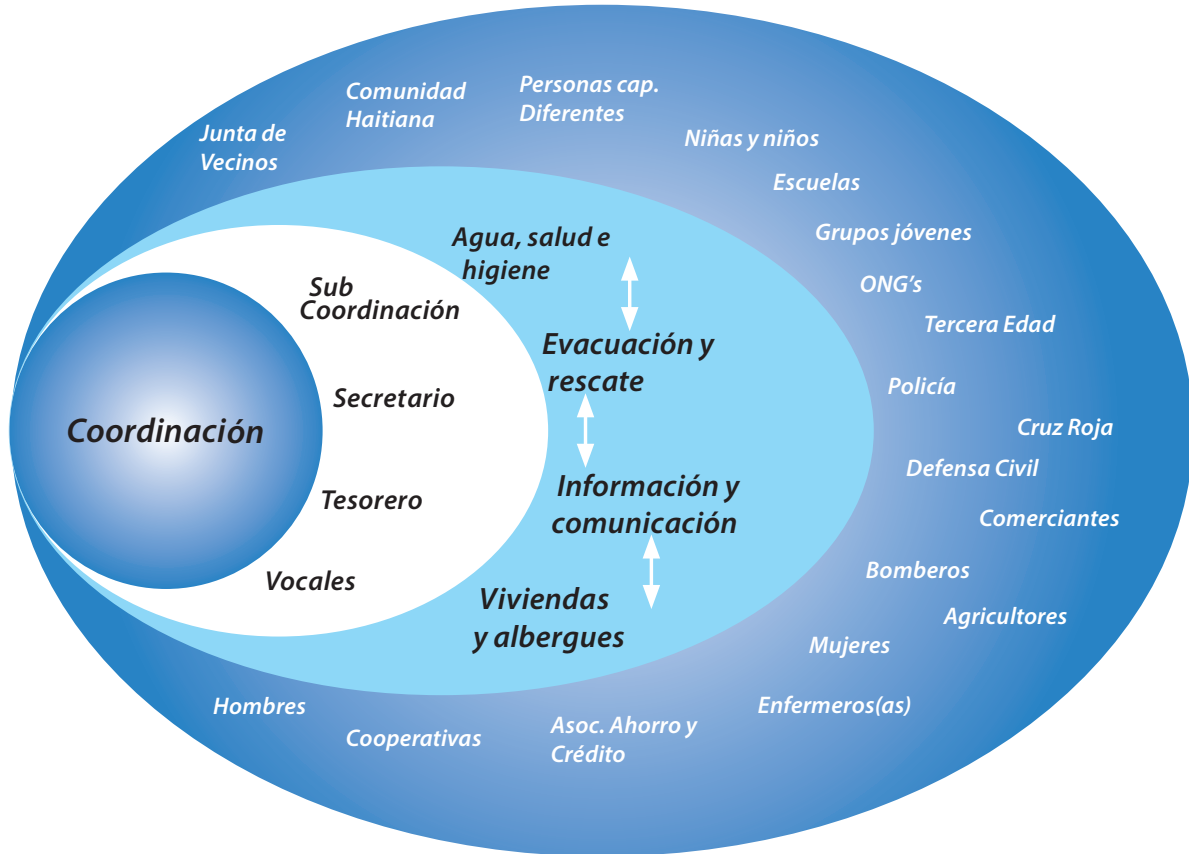 Comunidad
Haitiana
Personas cap.
Diferentes
Junta de
Vecinos
Niñas y niños
Escuelas
Grupos jóvenes
ONG's
Tercera Edad
Policía
Cruz Roja
Defensa Civil
Comerciantes
Bomberos
Agricultores
Mujeres
Enfermeros(as)
Asoc. Ahorro y
Crédito
Cooperativas
Hombres
Agua, salud e
higiene
Evacuación y
rescate
Información y
comunicación
Viviendas
y albergues
Sub
Coordinación
Secretario
Tesorero
Vocales
Coordinación